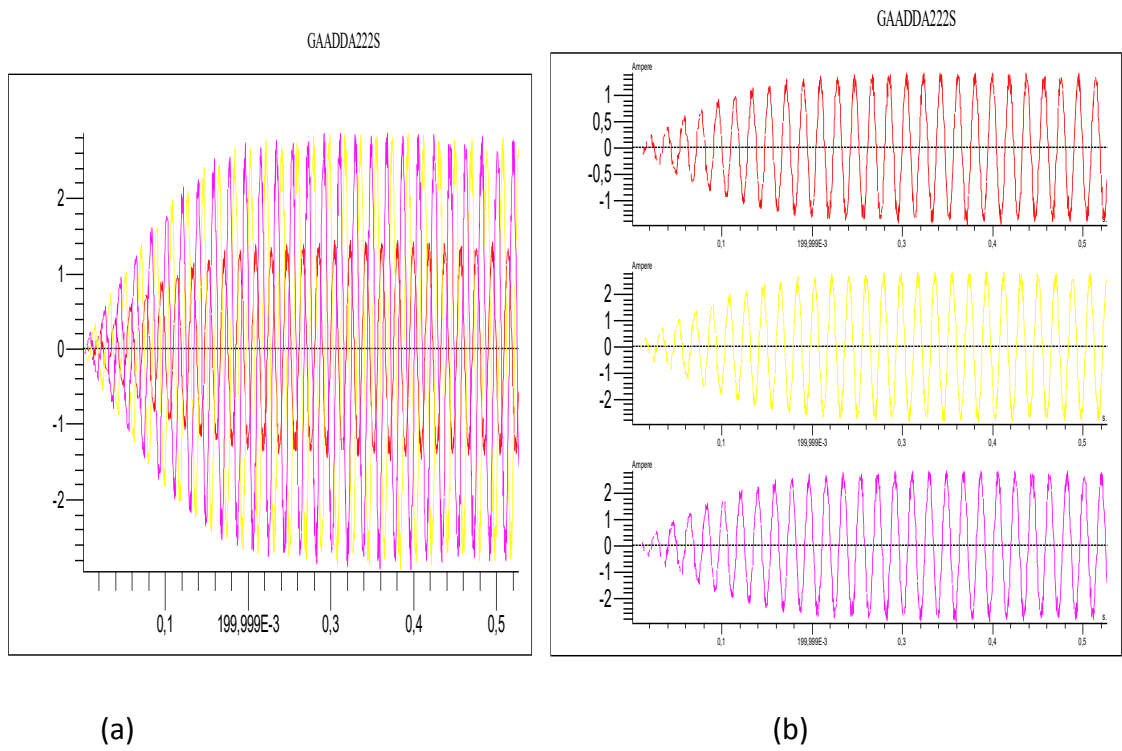 GAADDA222S
2
1
0
-1
-2
0,1 199,999E-3 0,3 0,4 0,5
(a)
GAADDA222S
Ampere
1
0,5
0
-0,5
-1
s.
0,1 199,999E-3 0,3 0,4 0,5
Ampere
2
1
0
-1
-2
s.
0,1 199,999E-3 0,3 0,4 0,5
Ampere
2
1
0
-1
-2
s.
0,1 199,999E-3 0,3 0,4 0,5
(b)